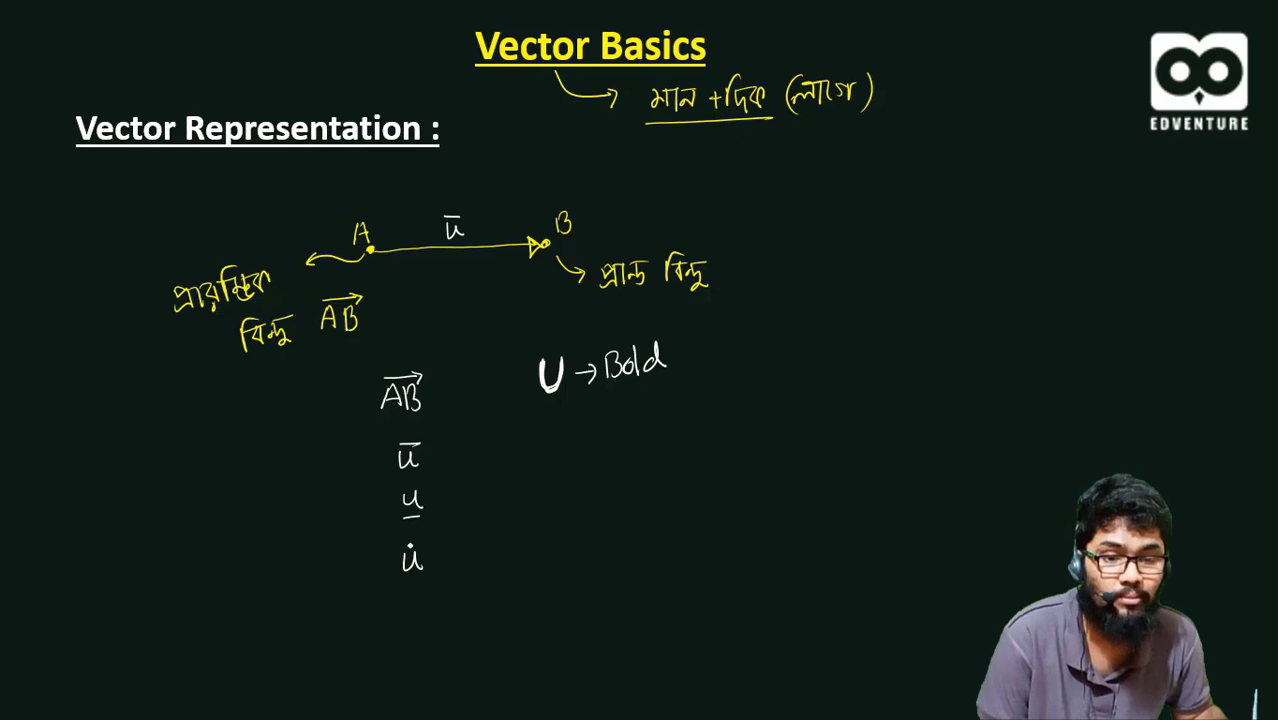 Vector Basics
মান + দিক (লাগে)
EDVENTURE
Vector Representation :
A u̅ B
প্রারম্ভিক
বিন্দু
প্রান্ত বিন্দু
A͞B⃗
U → Bold
A͞B⃗
u̅
u̲
u̇